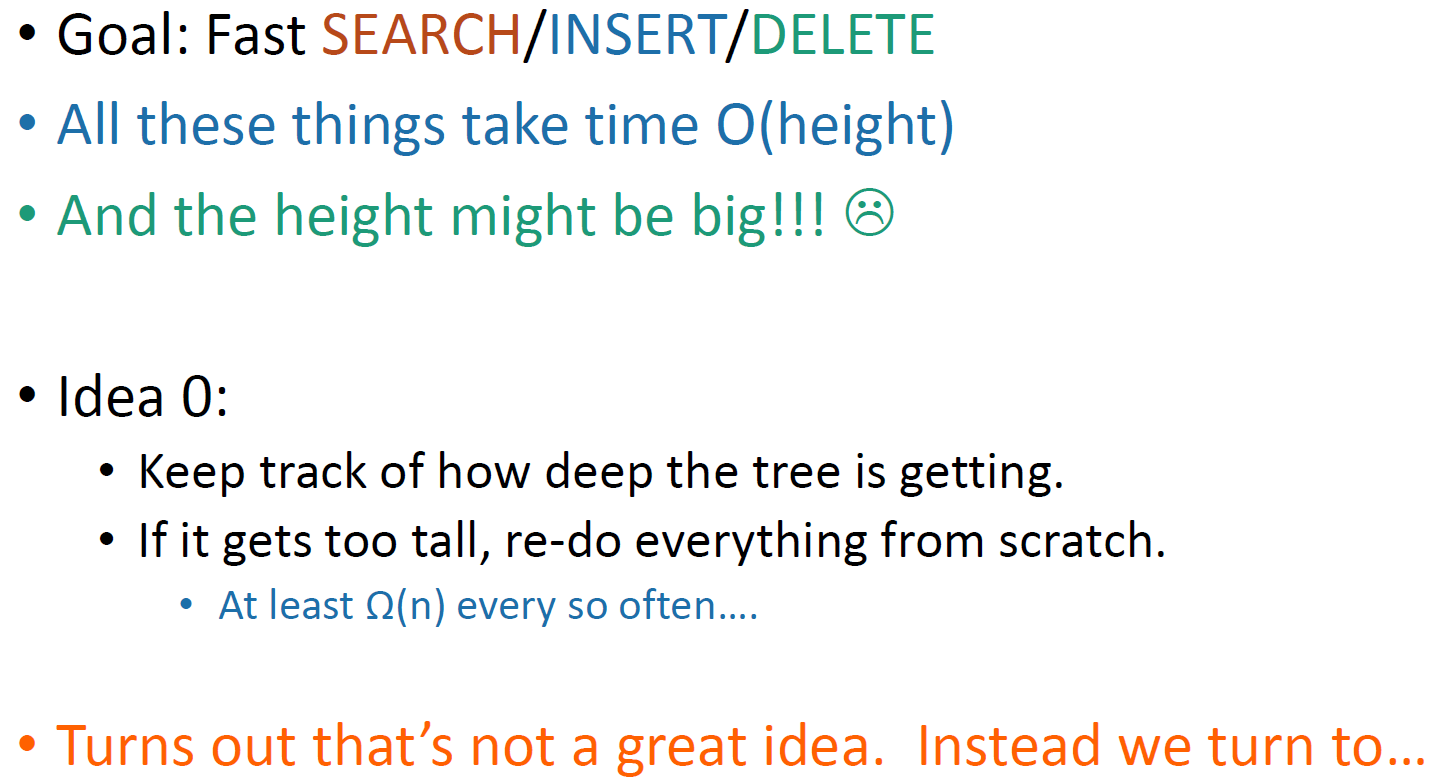 • Goal: Fast SEARCH/INSERT/DELETE
• All these things take time O(height)
• And the height might be big!!! ☹
• Idea 0:
• Keep track of how deep the tree is getting.
• If it gets too tall, re-do everything from scratch.
• At least Ω(n) every so often….
• Turns out that’s not a great idea.  Instead we turn to…